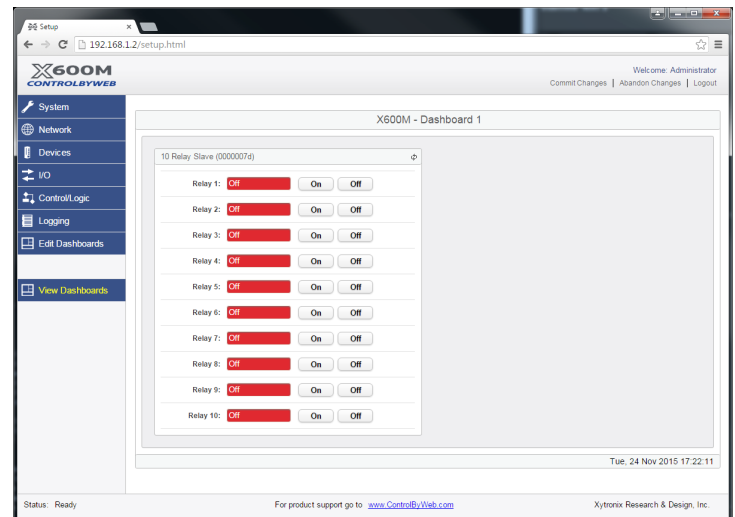 Setup
192.168.1.2/setup.html
X600M
CONTROLBYWEB
Welcome: Administrator
Commit Changes | Abandon Changes | Logout
System
Network
Devices
I/O
Control/Logic
Logging
Edit Dashboards
View Dashboards
X600M - Dashboard 1
10 Relay Slave (0000007d)
Relay 1: Off On Off
Relay 2: Off On Off
Relay 3: Off On Off
Relay 4: Off On Off
Relay 5: Off On Off
Relay 6: Off On Off
Relay 7: Off On Off
Relay 8: Off On Off
Relay 9: Off On Off
Relay 10: Off On Off
Tue, 24 Nov 2015 17:22:11
Status: Ready
For product support go to www.ControlByWeb.com
Xytronix Research & Design, Inc.